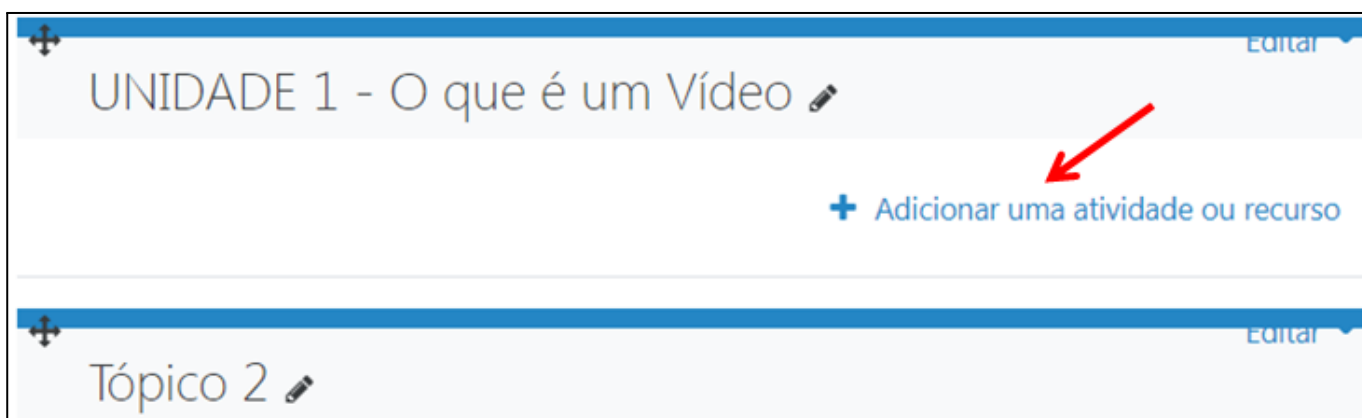 Editar
UNIDADE 1 - O que é um Vídeo
Adicionar uma atividade ou recurso
Editar
Tópico 2